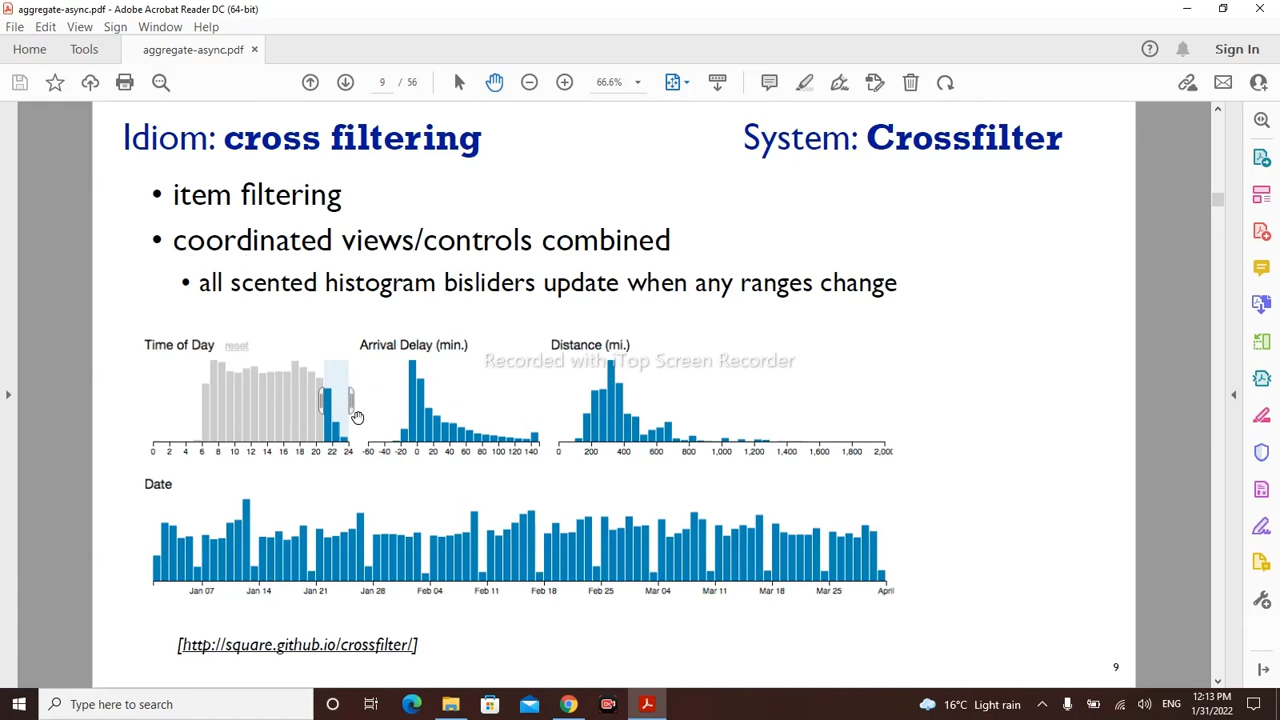 aggregate-async.pdf - Adobe Acrobat Reader DC (64-bit)
File Edit View Sign Window Help
Home Tools aggregate-async.pdf × Sign In
9 / 56 66.6%
Idiom: cross filtering System: Crossfilter
• item filtering
• coordinated views/controls combined
• all scented histogram bisliders update when any ranges change
Time of Day reset Arrival Delay (min.) Distance (mi.)
Recorded with iTop Screen Recorder
0 2 4 6 8 10 12 14 16 18 20 22 24 -60 -40 -20 0 20 40 60 80 100 120 140 0 200 400 600 800 1,000 1,200 1,400 1,600 1,800 2,000
Date
Jan 07 Jan 14 Jan 21 Jan 28 Feb 04 Feb 11 Feb 18 Feb 25 Mar 04 Mar 11 Mar 18 Mar 25 April
[http://square.github.io/crossfilter/]
9
Type here to search 16°C Light rain ENG 12:13 PM
1/31/2022